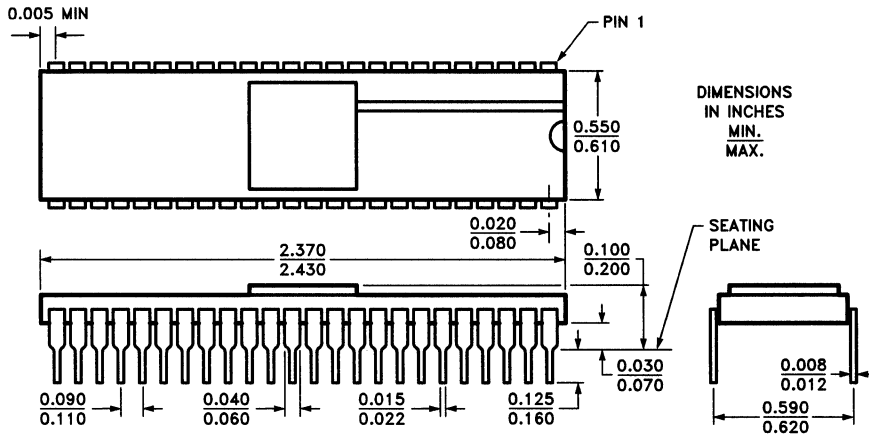 0.005 MIN
PIN 1
DIMENSIONS
IN INCHES
MIN.
MAX.
0.550
0.610
0.020
0.080
SEATING
PLANE
2.370
2.430
0.100
0.200
0.030
0.070
0.008
0.012
0.090
0.110
0.040
0.060
0.015
0.022
0.125
0.160
0.590
0.620